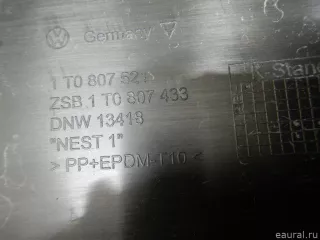 Germany
1 T0 807 521
ZSB 1 T0 807 433
DNW 13418
"NEST 1"
> PP+EPDM-T10 <
eaural.ru